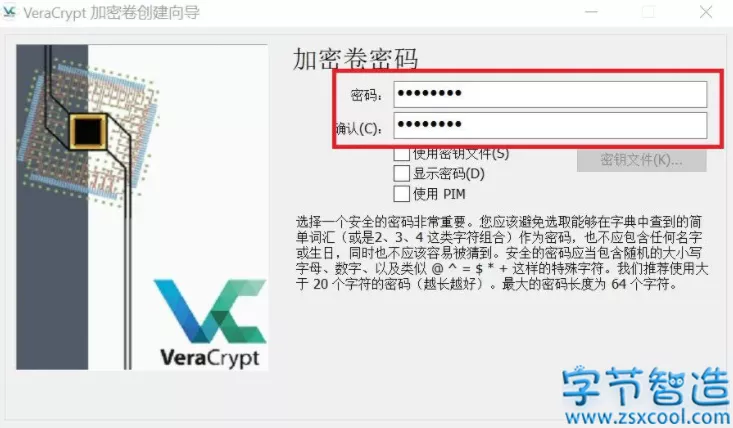 VeraCrypt 加密卷创建向导
加密卷密码
密码：
●●●●●●●●
确认(C)：
●●●●●●●●
使用密钥文件(S)
密钥文件(K)...
显示密码(D)
使用 PIM
选择一个安全的密码非常重要。您应该避免选取能够在字典中查到的简
单词汇（或是2、3、4 这类字符组合）作为密码，也不应包含任何名字
或生日，同时也不应该容易被猜到。安全的密码应当包含随机的大小写
字母、数字、以及类似 @ ^ = $ * + 这样的特殊字符。我们推荐使用大
于 20 个字符的密码（越长越好）。最大的密码长度为 64 个字符。
VeraCrypt
字节智造
www.zsxcool.com